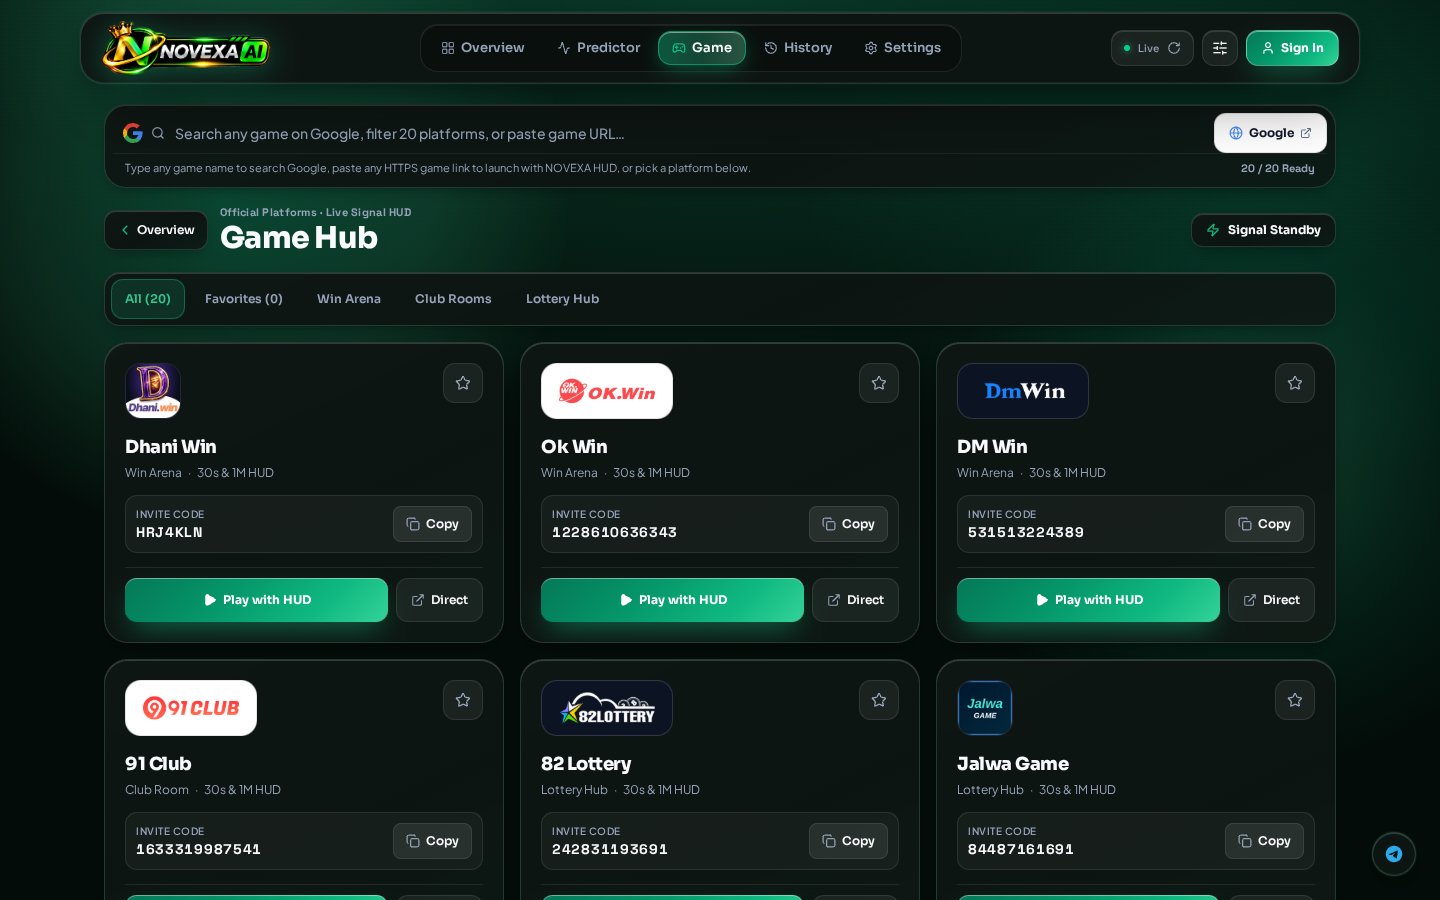 NOVEXA AI
Overview
Predictor
Game
History
Settings
Live
Sign In
Search any game on Google, filter 20 platforms, or paste game URL...
Google
Type any game name to search Google, paste any HTTPS game link to launch with NOVEXA HUD, or pick a platform below.
20 / 20 Ready
Overview
Official Platforms · Live Signal HUD
Game Hub
Signal Standby
All (20)
Favorites (0)
Win Arena
Club Rooms
Lottery Hub
D
Dhani.win
Dhani Win
Win Arena · 30s & 1M HUD
INVITE CODE
HRJ4KLN
Copy
Play with HUD
Direct
OK WIN
OK.Win
Ok Win
Win Arena · 30s & 1M HUD
INVITE CODE
1228610636343
Copy
Play with HUD
Direct
DmWin
DM Win
Win Arena · 30s & 1M HUD
INVITE CODE
531513224389
Copy
Play with HUD
Direct
91 CLUB
91 Club
Club Room · 30s & 1M HUD
INVITE CODE
1633319987541
Copy
82LOTTERY
82 Lottery
Lottery Hub · 30s & 1M HUD
INVITE CODE
242831193691
Copy
Jalwa
GAME
Jalwa Game
Lottery Hub · 30s & 1M HUD
INVITE CODE
84487161691
Copy